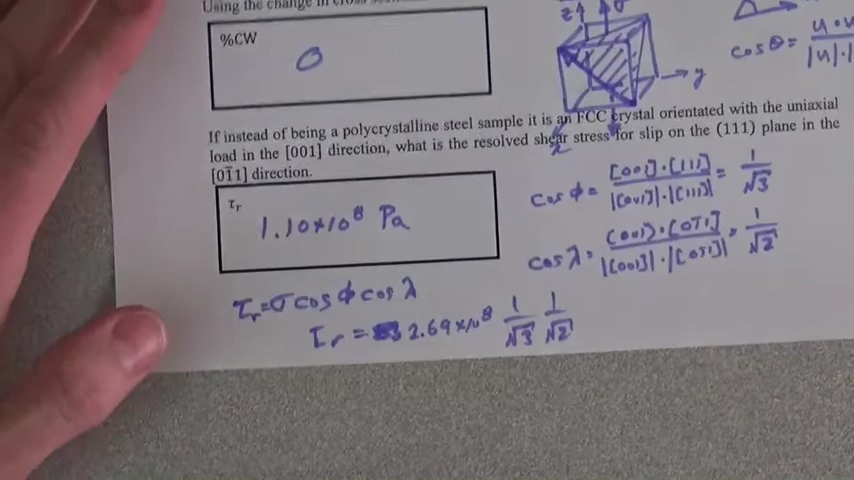 Using the change in
%CW
0
z
σ
y
cos θ =
If instead of being a polycrystalline steel sample it is an FCC crystal orientated with the uniaxial
load in the [001] direction, what is the resolved shear stress for slip on the (111) plane in the
[01̅1] direction.
τr
1.10×10⁸ Pa
cos ϕ = [001]·[111] / |[001]|·|[111]| = 1/√3
cos λ = [001]·[01̅1] / |[001]|·|[01̅1]| = 1/√2
τr = σ cos ϕ cos λ
τr = 2.69×10⁸ 1/√3 1/√2